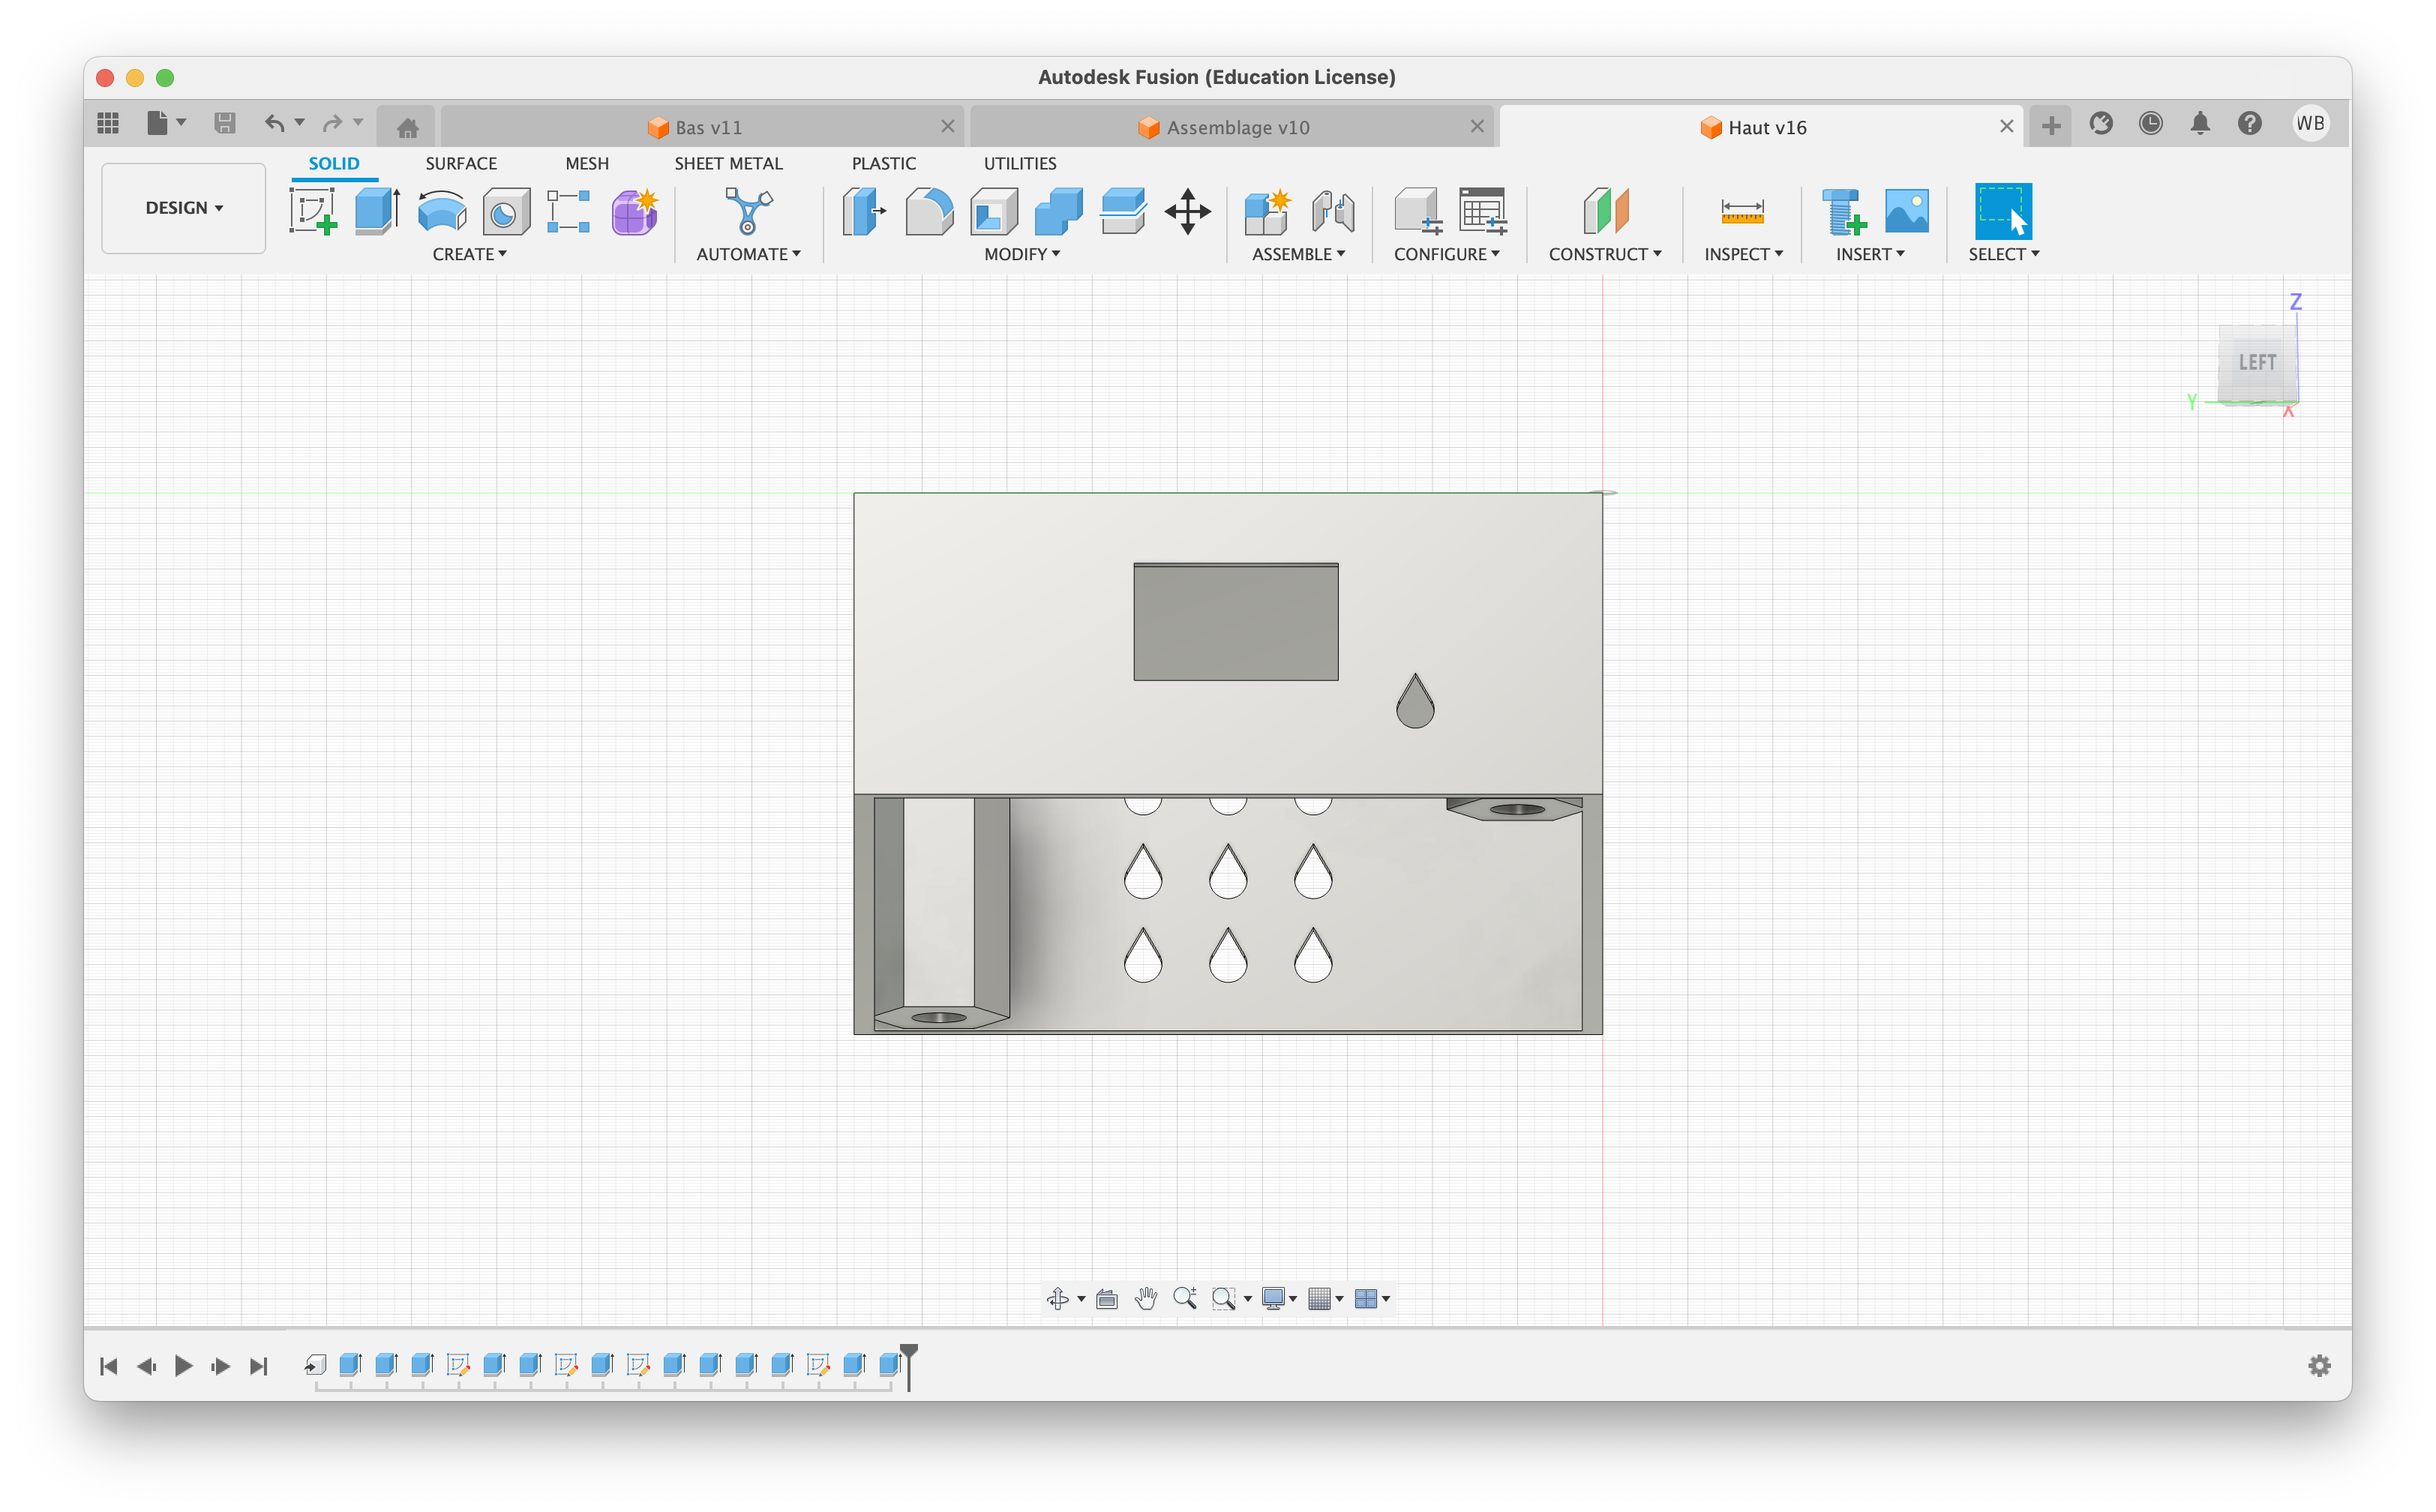 Autodesk Fusion (Education License)
Bas v11
Assemblage v10
Haut v16
WB
DESIGN
SOLID
SURFACE
MESH
SHEET METAL
PLASTIC
UTILITIES
CREATE
AUTOMATE
MODIFY
ASSEMBLE
CONFIGURE
CONSTRUCT
INSPECT
INSERT
SELECT
Z
LEFT
Y
X